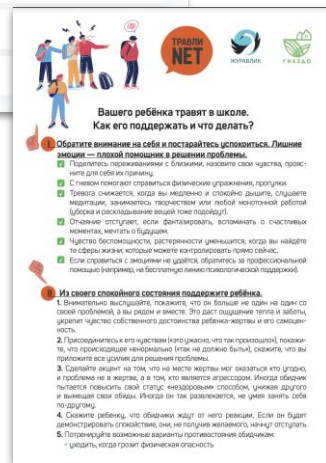 ТРАВЛИ
NET
ЖУРАВЛИК
ГНЕЗДО
Вашего ребёнка травят в школе.
Как его поддержать и что делать?
I. Обратите внимание на себя и постарайтесь успокоиться. Лишние
эмоции — плохой помощник в решении проблемы.
Поделитесь переживаниями с близкими, назовите свои чувства, прояс-
ните для себя их причину.
С гневом помогают справиться физические упражнения, прогулки.
Тревога снижается, когда вы медленно и спокойно дышите, слушаете
медитации, занимаетесь творчеством или любой монотонной работой
(уборка и раскладывание вещей тоже подойдут).
Отчаяние отступает, если фантазировать, вспоминать о счастливых
моментах, мечтать о будущем.
Чувство беспомощности, растерянности уменьшится, когда вы найдёте
те сферы жизни, которые можете контролировать прямо сейчас.
Если справиться с эмоциями не удаётся, обратитесь за профессиональной
помощью (например, на бесплатную линию психологической поддержки).
II. Из своего спокойного состояния поддержите ребенка.
1. Внимательно выслушайте, покажите, что он больше не один на один со
своей проблемой, а вы рядом и вместе. Это даст ощущение тепла и заботы,
укрепит чувство собственного достоинства ребенка-жертвы и его самоцен-
ность.
2. Присоединитесь к его чувствам («это ужасно, что так произошло»), покажи-
те, что происходящее ненормально («так не должно быть»), скажите, что вы
приложите все усилия для решения проблемы.
3. Сделайте акцент на том, что на месте жертвы мог оказаться кто угодно,
и проблема не в жертве, а в том, кто является агрессором. Иногда обидчик
пытается повысить свой статус «нездоровым» способом, унижая другого
и вымещая свои обиды. Иногда он так развлекается, не умея занять себя
по-другому.
4. Скажите ребенку, что обидчики ждут от него реакции. Если он будет
демонстрировать спокойствие, они, не получив желаемого, начнут отступать.
5. Потренируйте возможные варианты противостояния обидчикам:
- уходить, когда грозит физическая опасность